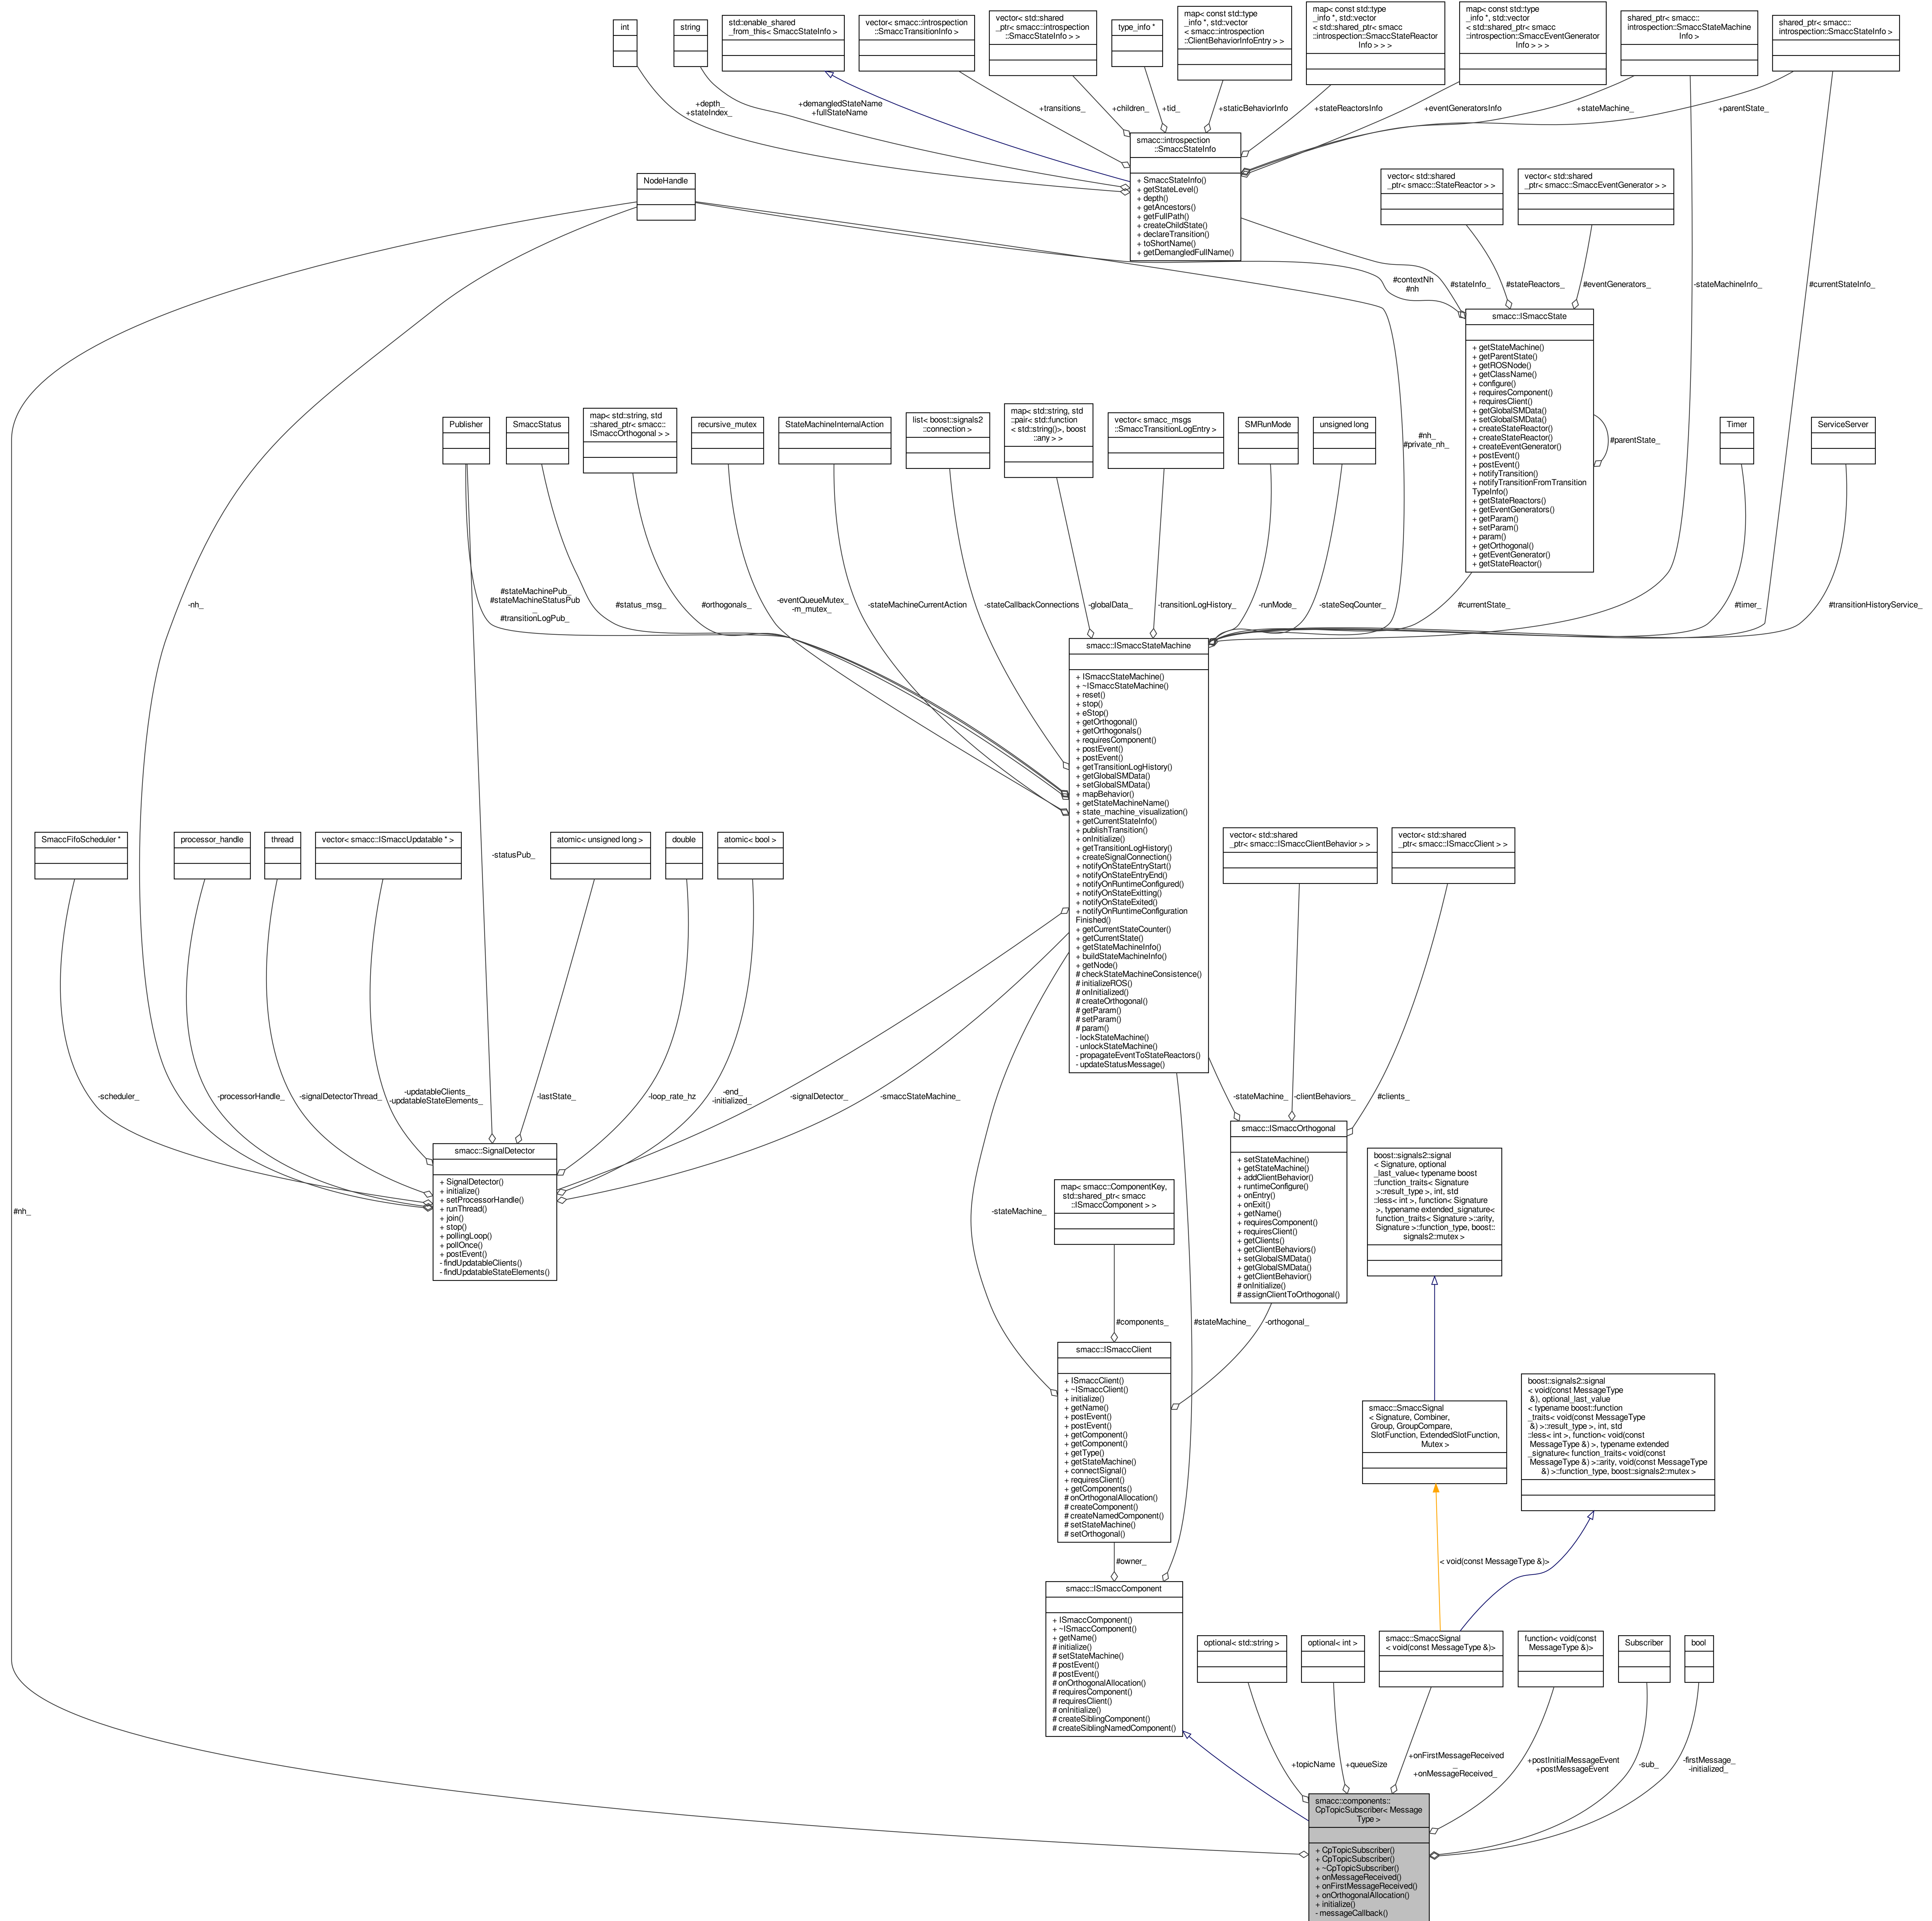 int
string
std::enable_shared
_from_this< SmaccStateInfo >
vector< smacc::introspection
::SmaccTransitionInfo >
vector< std::shared
_ptr< smacc::introspection
::SmaccStateInfo > >
type_info *
map< const std::type
_info *, std::vector
< smacc::introspection
::ClientBehaviorInfoEntry > >
map< const std::type
_info *, std::vector
< std::shared_ptr< smacc
::introspection::SmaccStateReactor
Info > > >
map< const std::type
_info *, std::vector
< std::shared_ptr< smacc
::introspection::SmaccEventGenerator
Info > > >
shared_ptr< smacc::
introspection::SmaccStateMachine
Info >
shared_ptr< smacc::
introspection::SmaccStateInfo >
+depth_
+stateIndex_
+demangledStateName
+fullStateName
+transitions_
+children_
+tid_
+staticBehaviorInfo
+stateReactorsInfo
+eventGeneratorsInfo
+stateMachine_
+parentState_
smacc::introspection
::SmaccStateInfo
+ SmaccStateInfo()
+ getStateLevel()
+ depth()
+ getAncestors()
+ getFullPath()
+ createChildState()
+ declareTransition()
+ toShortName()
+ getDemangledFullName()
NodeHandle
vector< std::shared
_ptr< smacc::StateReactor > >
vector< std::shared
_ptr< smacc::SmaccEventGenerator > >
#contextNh
#nh
#stateInfo_
#stateReactors_
#eventGenerators_
-stateMachineInfo_
#currentStateInfo_
smacc::ISmaccState
+ getStateMachine()
+ getParentState()
+ getROSNode()
+ getClassName()
+ configure()
+ requiresComponent()
+ requiresClient()
+ getGlobalSMData()
+ setGlobalSMData()
+ createStateReactor()
+ createStateReactor()
+ createEventGenerator()
+ postEvent()
+ postEvent()
+ notifyTransition()
+ notifyTransitionFromTransition
TypeInfo()
+ getStateReactors()
+ getEventGenerators()
+ getParam()
+ setParam()
+ param()
+ getOrthogonal()
+ getEventGenerator()
+ getStateReactor()
#parentState_
Publisher
SmaccStatus
map< std::string, std
::shared_ptr< smacc::
ISmaccOrthogonal > >
recursive_mutex
StateMachineInternalAction
list< boost::signals2
::connection >
map< std::string, std
::pair< std::function
< std::string()>, boost
::any > >
vector< smacc_msgs
::SmaccTransitionLogEntry >
SMRunMode
unsigned long
#nh_
#private_nh_
Timer
ServiceServer
-nh_
#stateMachinePub_
#stateMachineStatusPub
_
#transitionLogPub_
#status_msg_
#orthogonals_
-eventQueueMutex_
-m_mutex_
-stateMachineCurrentAction
-stateCallbackConnections
-globalData_
-transitionLogHistory_
-runMode_
-stateSeqCounter_
#currentState_
#timer_
#transitionHistoryService_
smacc::ISmaccStateMachine
+ ISmaccStateMachine()
+ ~ISmaccStateMachine()
+ reset()
+ stop()
+ eStop()
+ getOrthogonal()
+ getOrthogonals()
+ requiresComponent()
+ postEvent()
+ postEvent()
+ getTransitionLogHistory()
+ getGlobalSMData()
+ setGlobalSMData()
+ mapBehavior()
+ getStateMachineName()
+ state_machine_visualization()
+ getCurrentStateInfo()
+ publishTransition()
+ onInitialize()
+ getTransitionLogHistory()
+ createSignalConnection()
+ notifyOnStateEntryStart()
+ notifyOnStateEntryEnd()
+ notifyOnRuntimeConfigured()
+ notifyOnStateExitting()
+ notifyOnStateExited()
+ notifyOnRuntimeConfiguration
Finished()
+ getCurrentStateCounter()
+ getCurrentState()
+ getStateMachineInfo()
+ buildStateMachineInfo()
+ getNode()
# checkStateMachineConsistence()
# initializeROS()
# onInitialized()
# createOrthogonal()
# getParam()
# setParam()
# param()
- lockStateMachine()
- unlockStateMachine()
- propagateEventToStateReactors()
- updateStatusMessage()
SmaccFifoScheduler *
processor_handle
thread
vector< smacc::ISmaccUpdatable * >
-statusPub_
atomic< unsigned long >
double
atomic< bool >
vector< std::shared
_ptr< smacc::ISmaccClientBehavior > >
vector< std::shared
_ptr< smacc::ISmaccClient > >
-scheduler_
-processorHandle_
-signalDetectorThread_
-updatableClients_
-updatableStateElements_
-lastState_
-loop_rate_hz
-end_
-initialized_
-signalDetector_
-smaccStateMachine_
-stateMachine_
-clientBehaviors_
#clients_
smacc::SignalDetector
+ SignalDetector()
+ initialize()
+ setProcessorHandle()
+ runThread()
+ join()
+ stop()
+ pollingLoop()
+ pollOnce()
+ postEvent()
- findUpdatableClients()
- findUpdatableStateElements()
smacc::ISmaccOrthogonal
+ setStateMachine()
+ getStateMachine()
+ addClientBehavior()
+ runtimeConfigure()
+ onEntry()
+ onExit()
+ getName()
+ requiresComponent()
+ requiresClient()
+ getClients()
+ getClientBehaviors()
+ setGlobalSMData()
+ getGlobalSMData()
+ getClientBehavior()
# onInitialize()
# assignClientToOrthogonal()
boost::signals2::signal
< Signature, optional
_last_value< typename boost
::function_traits< Signature
>::result_type >, int, std
::less< int >, function< Signature
>, typename extended_signature<
function_traits< Signature >::arity,
Signature >::function_type, boost::
signals2::mutex >
#nh_
-stateMachine_
map< smacc::ComponentKey,
std::shared_ptr< smacc
::ISmaccComponent > >
#components_
#stateMachine_
-orthogonal_
smacc::ISmaccClient
+ ISmaccClient()
+ ~ISmaccClient()
+ initialize()
+ getName()
+ postEvent()
+ postEvent()
+ getComponent()
+ getComponent()
+ getType()
+ getStateMachine()
+ connectSignal()
+ requiresClient()
+ getComponents()
# onOrthogonalAllocation()
# createComponent()
# createNamedComponent()
# setStateMachine()
# setOrthogonal()
smacc::SmaccSignal
< Signature, Combiner,
Group, GroupCompare,
SlotFunction, ExtendedSlotFunction,
Mutex >
boost::signals2::signal
< void(const MessageType
&), optional_last_value
< typename boost::function
_traits< void(const MessageType
&) >::result_type >, int, std
::less< int >, function< void(const
MessageType &) >, typename extended
_signature< function_traits< void(const
MessageType &) >::arity, void(const MessageType
&) >::function_type, boost::signals2::mutex >
#owner_
< void(const MessageType &)>
smacc::ISmaccComponent
+ ISmaccComponent()
+ ~ISmaccComponent()
+ getName()
# initialize()
# setStateMachine()
# postEvent()
# postEvent()
# onOrthogonalAllocation()
# requiresComponent()
# requiresClient()
# onInitialize()
# createSiblingComponent()
# createSiblingNamedComponent()
optional< std::string >
optional< int >
smacc::SmaccSignal
< void(const MessageType &)>
function< void(const
MessageType &)>
Subscriber
bool
+topicName
+queueSize
+onFirstMessageReceived
_
+onMessageReceived_
+postInitialMessageEvent
+postMessageEvent
-sub_
-firstMessage_
-initialized_
smacc::components::
CpTopicSubscriber< Message
Type >
+ CpTopicSubscriber()
+ CpTopicSubscriber()
+ ~CpTopicSubscriber()
+ onMessageReceived()
+ onFirstMessageReceived()
+ onOrthogonalAllocation()
+ initialize()
- messageCallback()